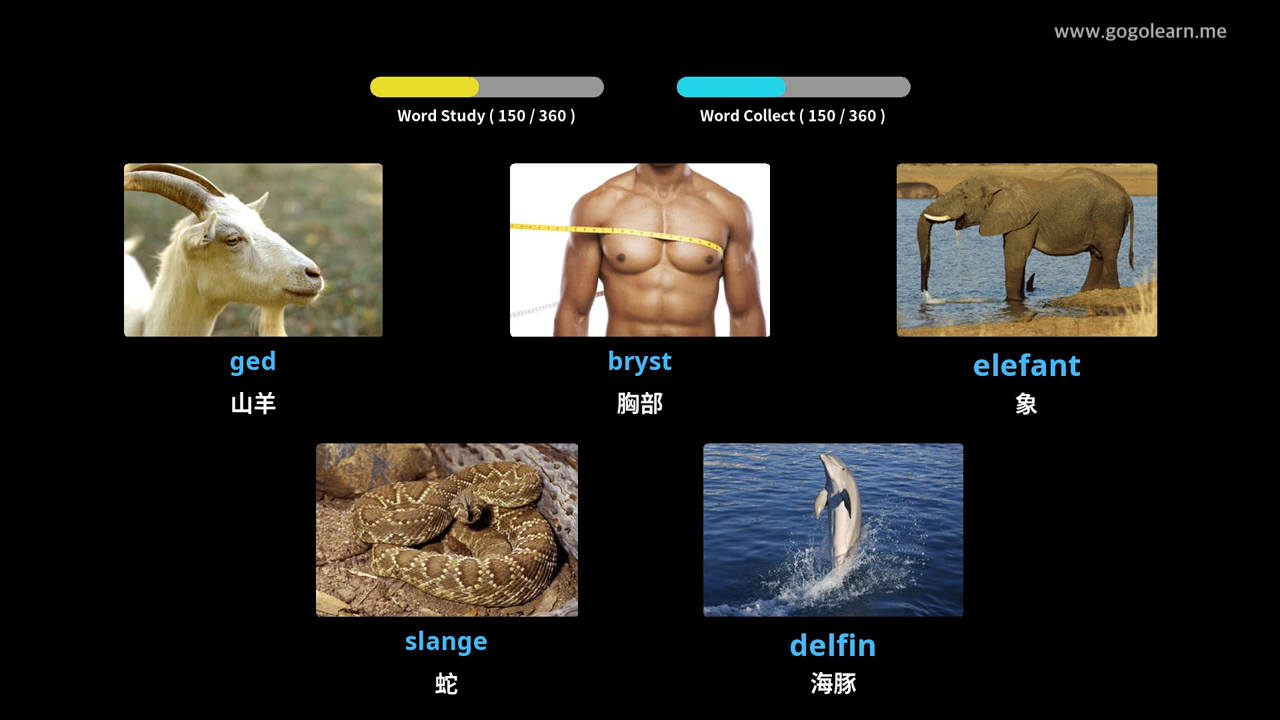 www.gogolearn.me
Word Study ( 150 / 360 )
Word Collect ( 150 / 360 )
ged
山羊
bryst
胸部
elefant
象
slange
蛇
delfin
海豚